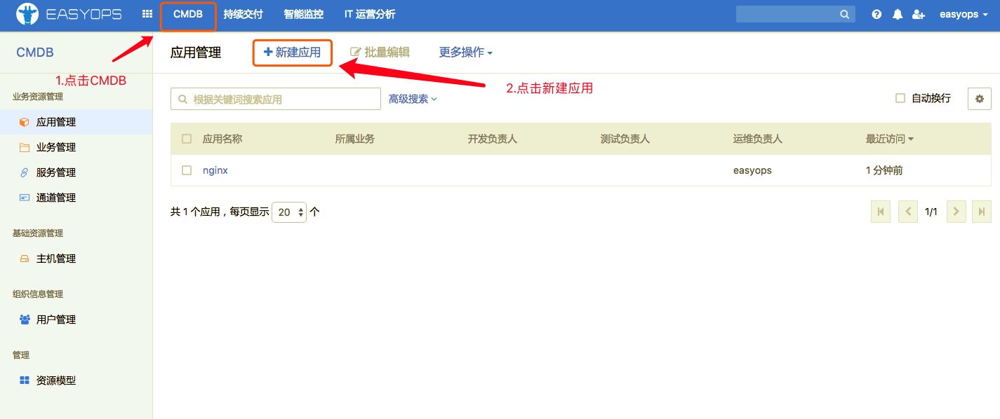 EASYOPS CMDB 持续交付 智能监控 IT 运营分析 easyops
CMDB 应用管理 新建应用 批量编辑 更多操作
1.点击CMDB
2.点击新建应用
业务资源管理
应用管理
业务管理
服务管理
通道管理
基础资源管理
主机管理
组织信息管理
用户管理
管理
资源模型
根据关键词搜索应用 高级搜索 自动换行
应用名称 所属业务 开发负责人 测试负责人 运维负责人 最近访问
nginx easyops 1 分钟前
共 1 个应用，每页显示 20 个 1/1